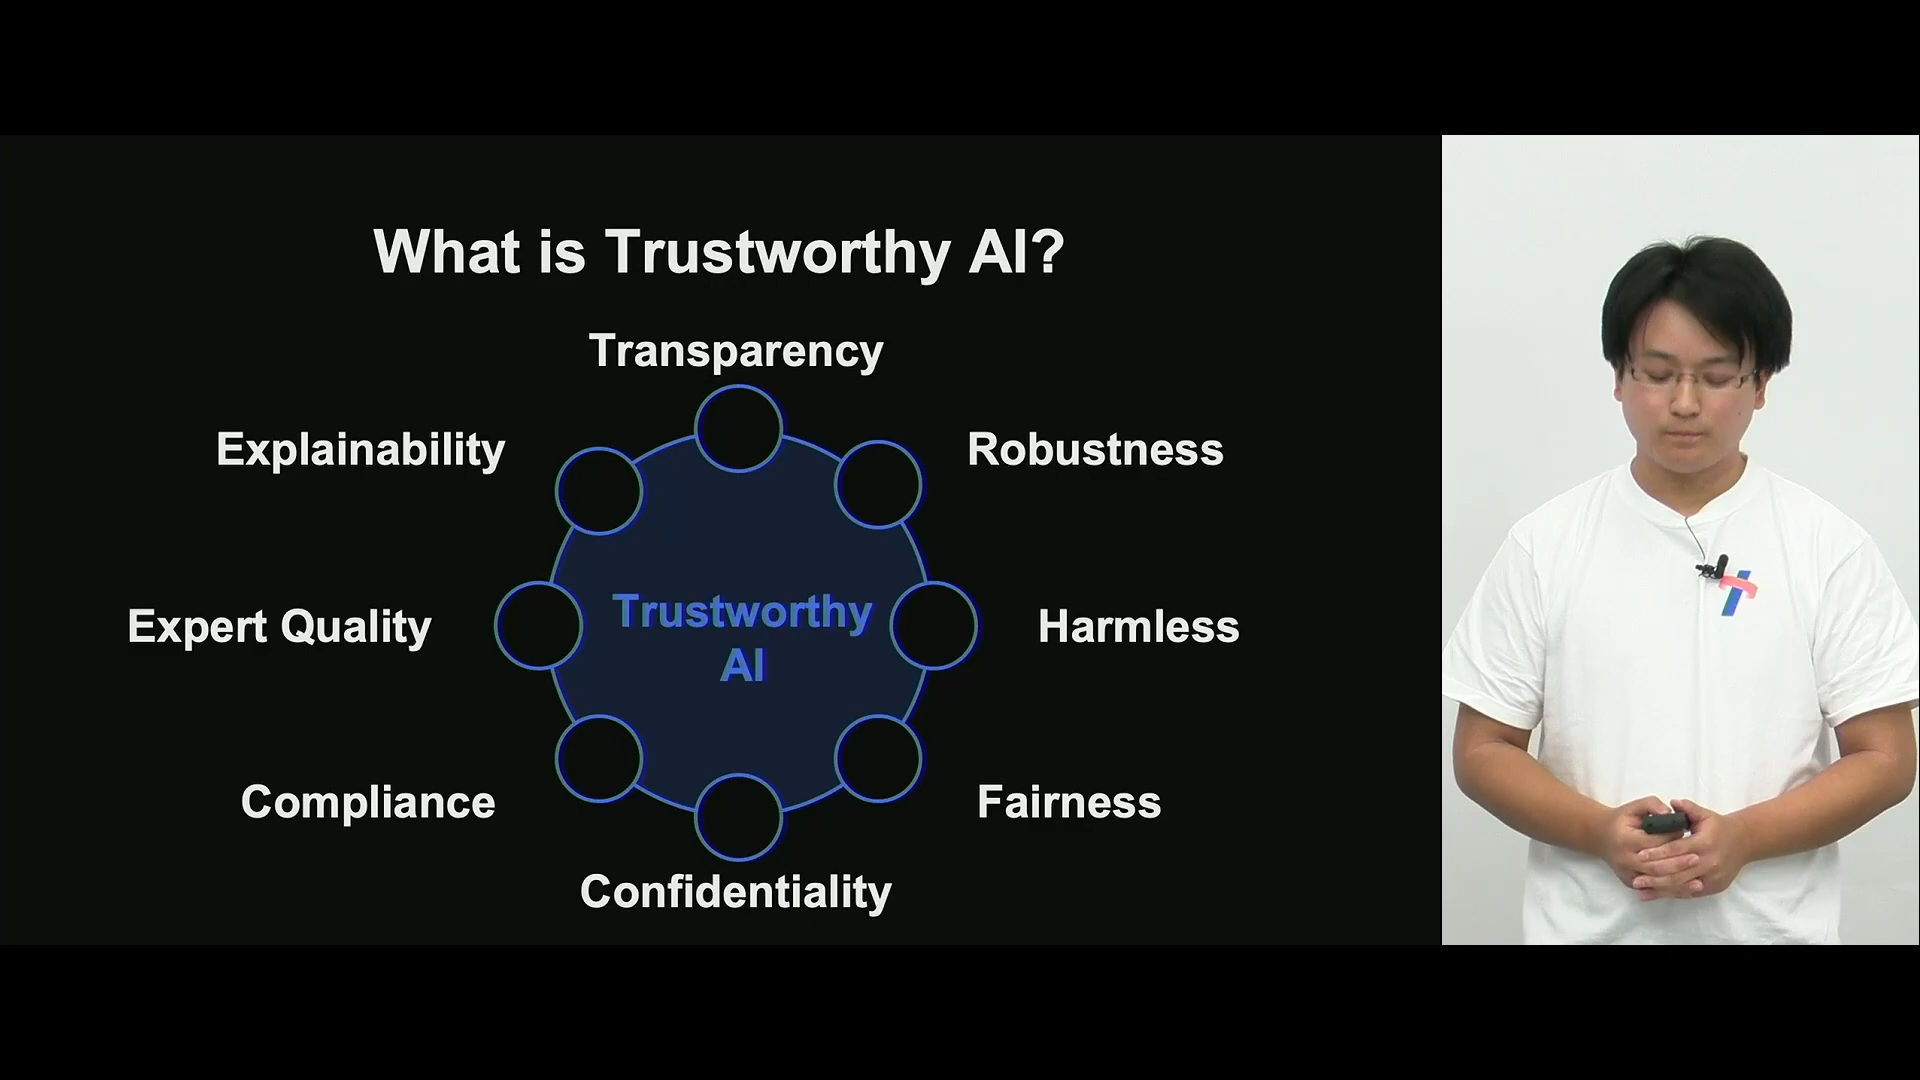 What is Trustworthy AI?
Transparency
Explainability
Robustness
Expert Quality
Trustworthy
AI
Harmless
Compliance
Fairness
Confidentiality